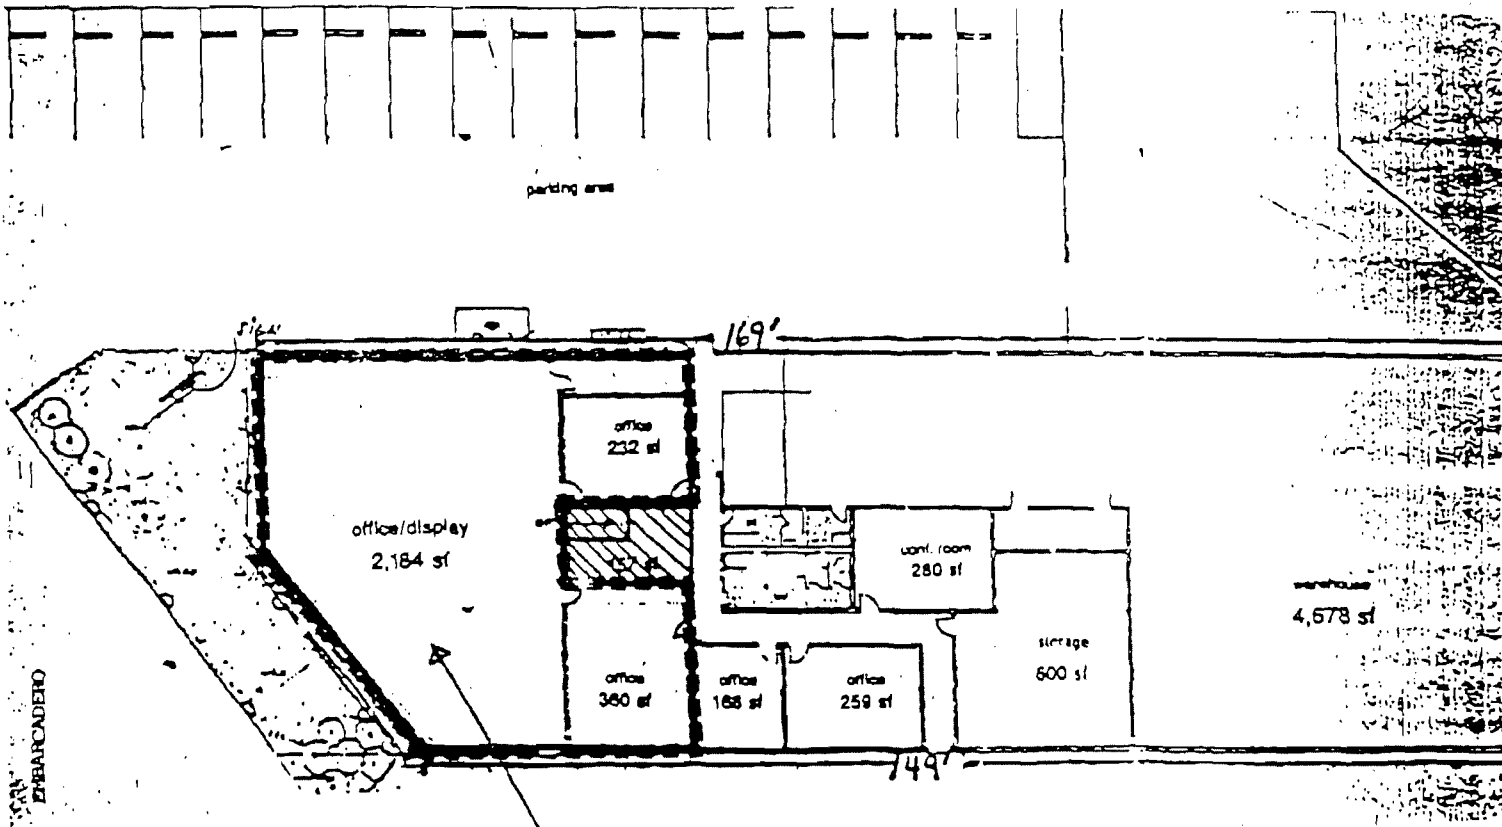 parking area
sign
169'
office
232 sf
office/display
2,184 sf
conf. room
280 sf
warehouse
4,678 sf
storage
600 sf
office
360 sf
office
168 sf
office
259 sf
149'
EMBARCADERO